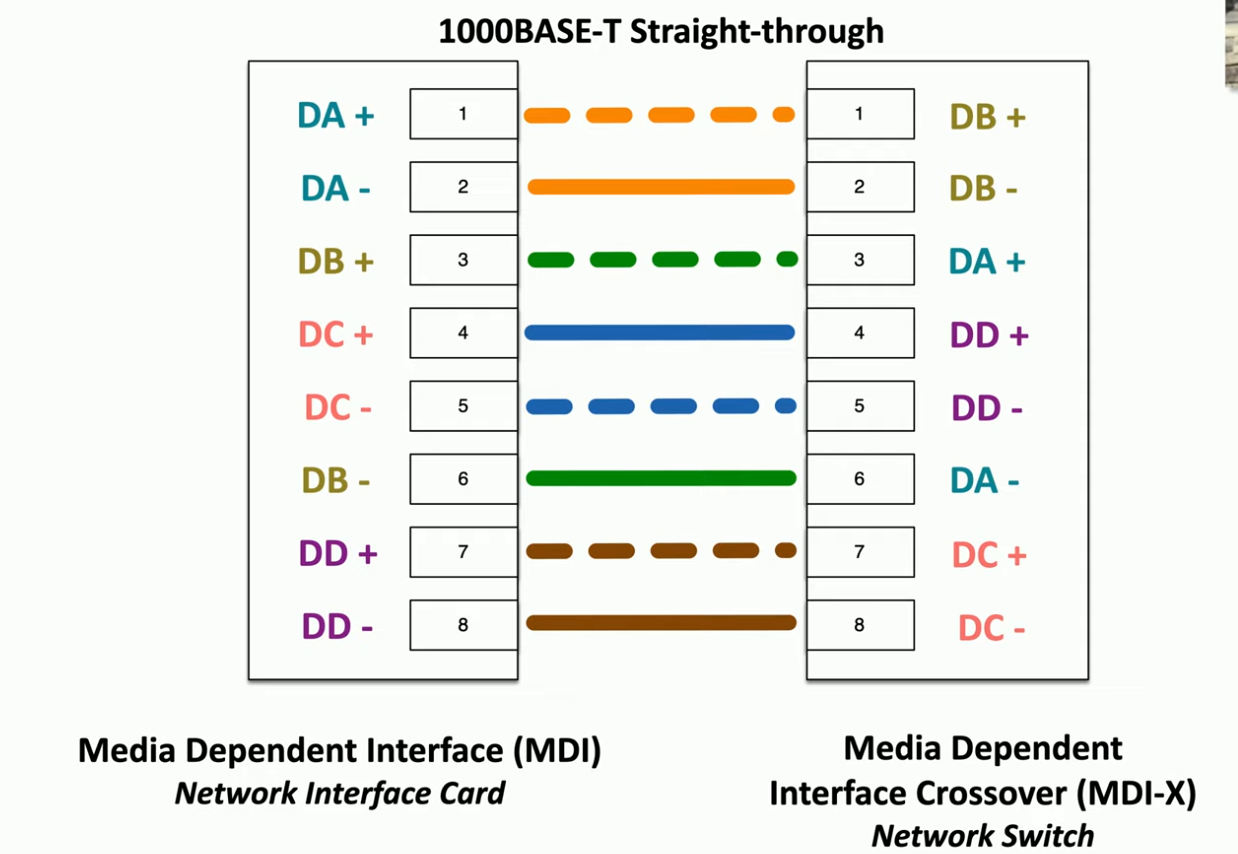 1000BASE-T Straight-through
DA + 1 1 DB +
DA - 2 2 DB -
DB + 3 3 DA +
DC + 4 4 DD +
DC - 5 5 DD -
DB - 6 6 DA -
DD + 7 7 DC +
DD - 8 8 DC -
Media Dependent Interface (MDI)
Network Interface Card
Media Dependent
Interface Crossover (MDI-X)
Network Switch